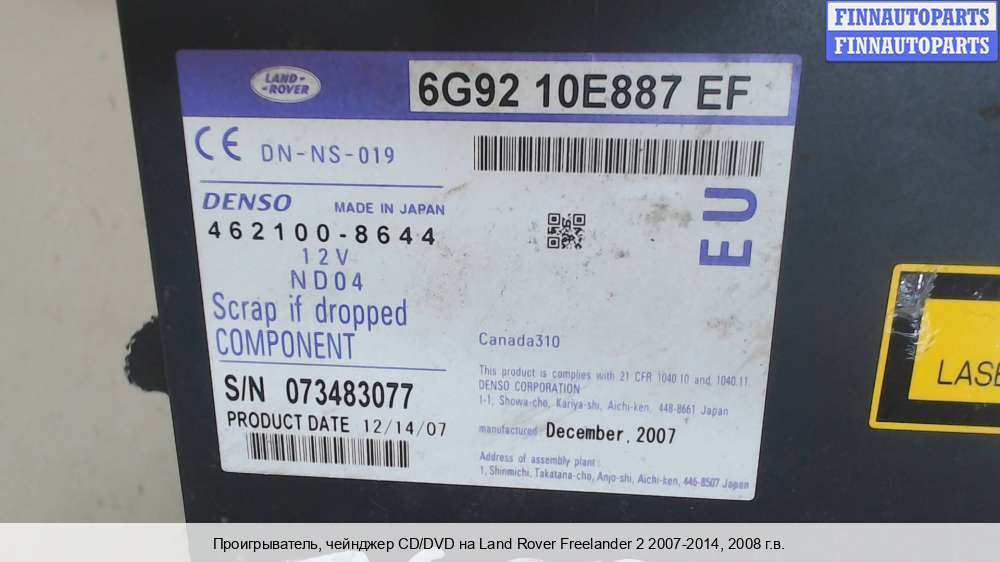 FINNAUTOPARTS
FINNAUTOPARTS
LAND-
-ROVER
6G92 10E887 EF
CE DN-NS-019
DENSO MADE IN JAPAN
462100-8644
12V
ND04
Scrap if dropped
COMPONENT
S/N 073483077
PRODUCT DATE 12/14/07
EU
Canada310
This product is complies with 21 CFR 1040.10 and 1040.11.
DENSO CORPORATION
1-1, Showa-cho, Kariya-shi, Aichi-ken, 448-8661 Japan
manufactured: December, 2007
Address of assembly plant:
1, Shinmichi, Takatana-cho, Anjo-shi, Aichi-ken, 446-8507 Japan
Проигрыватель, чейнджер CD/DVD на Land Rover Freelander 2 2007-2014, 2008 г.в.